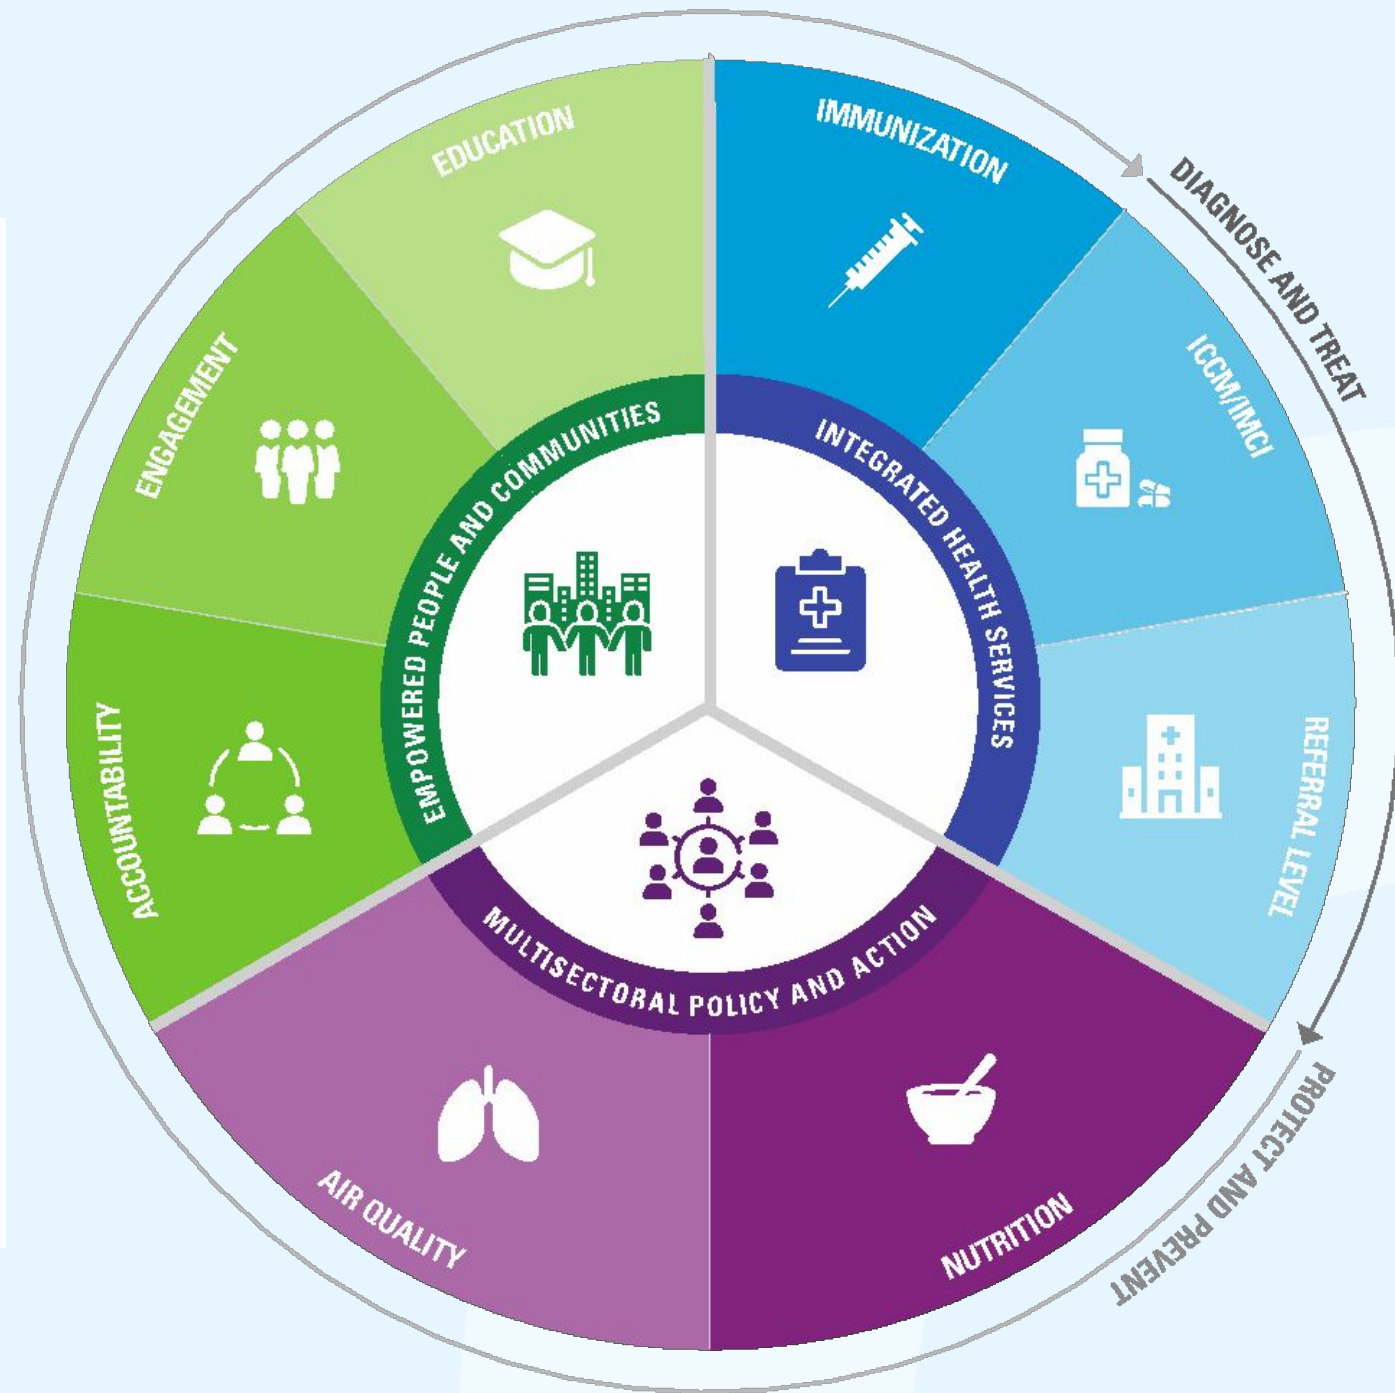 EDUCATION
IMMUNIZATION
DIAGNOSE AND TREAT
ENGAGEMENT
ICCM/IMCI
EMPOWERED PEOPLE AND COMMUNITIES
INTEGRATED HEALTH SERVICES
ACCOUNTABILITY
REFERRAL LEVEL
MULTISECTORAL POLICY AND ACTION
AIR QUALITY
NUTRITION
PROTECT AND PREVENT